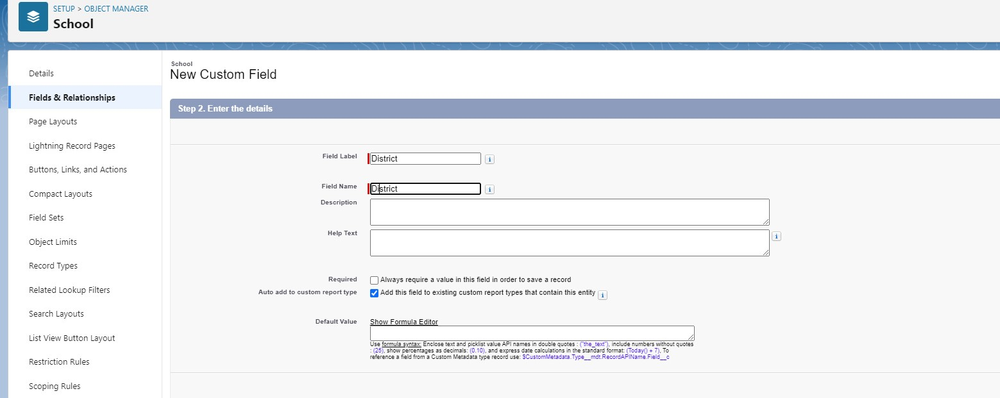 SETUP > OBJECT MANAGER
School
Details
Fields & Relationships
Page Layouts
Lightning Record Pages
Buttons, Links, and Actions
Compact Layouts
Field Sets
Object Limits
Record Types
Related Lookup Filters
Search Layouts
List View Button Layout
Restriction Rules
Scoping Rules
School
New Custom Field
Step 2. Enter the details
Field Label District i
Field Name District i
Description
Help Text i
Required Always require a value in this field in order to save a record
Auto add to custom report type Add this field to existing custom report types that contain this entity i
Default Value Show Formula Editor
Use formula syntax: Enclose text and picklist value API names in double quotes : ("the_text"), include numbers without quotes
: (25), show percentages as decimals: (0.10), and express date calculations in the standard format: (Today() + 7), To
reference a field from a Custom Metadata type record use: $CustomMetadata.Type__mdt.RecordAPIName.Field__c